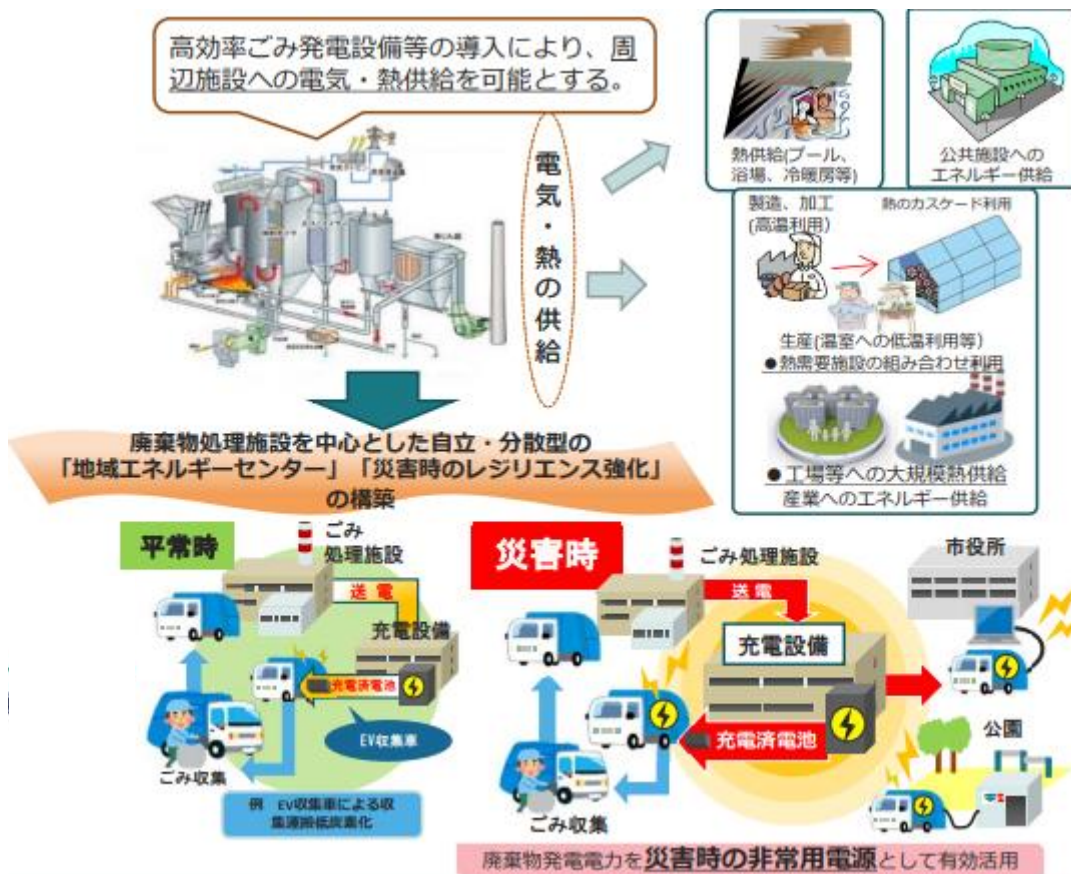 高効率ごみ発電設備等の導入により、周
辺施設への電気・熱供給を可能とする。
電気・熱の供給
熱供給(プール、
浴場、冷暖房等)
公共施設への
エネルギー供給
製造、加工
(高温利用)
熱のカスケード利用
生産(温室への低温利用等)
●熱需要施設の組み合わせ利用
●工場等への大規模熱供給
産業へのエネルギー供給
廃棄物処理施設を中心とした自立・分散型の
「地域エネルギーセンター」「災害時のレジリエンス強化」
の構築
平常時
ごみ
処理施設
送電
充電設備
充電済電池
EV収集車
ごみ収集
例 EV収集車による収
集運搬低炭素化
災害時
ごみ処理施設
送電
充電設備
充電済電池
ごみ収集
市役所
公園
廃棄物発電電力を災害時の非常用電源として有効活用